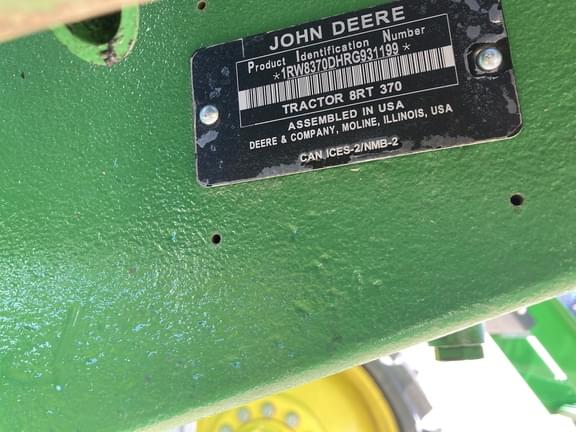 JOHN DEERE
Product Identification Number
*1RW8370DHRG931199*
TRACTOR 8RT 370
ASSEMBLED IN USA
DEERE & COMPANY, MOLINE, ILLINOIS, USA
CAN ICES-2/NMB-2